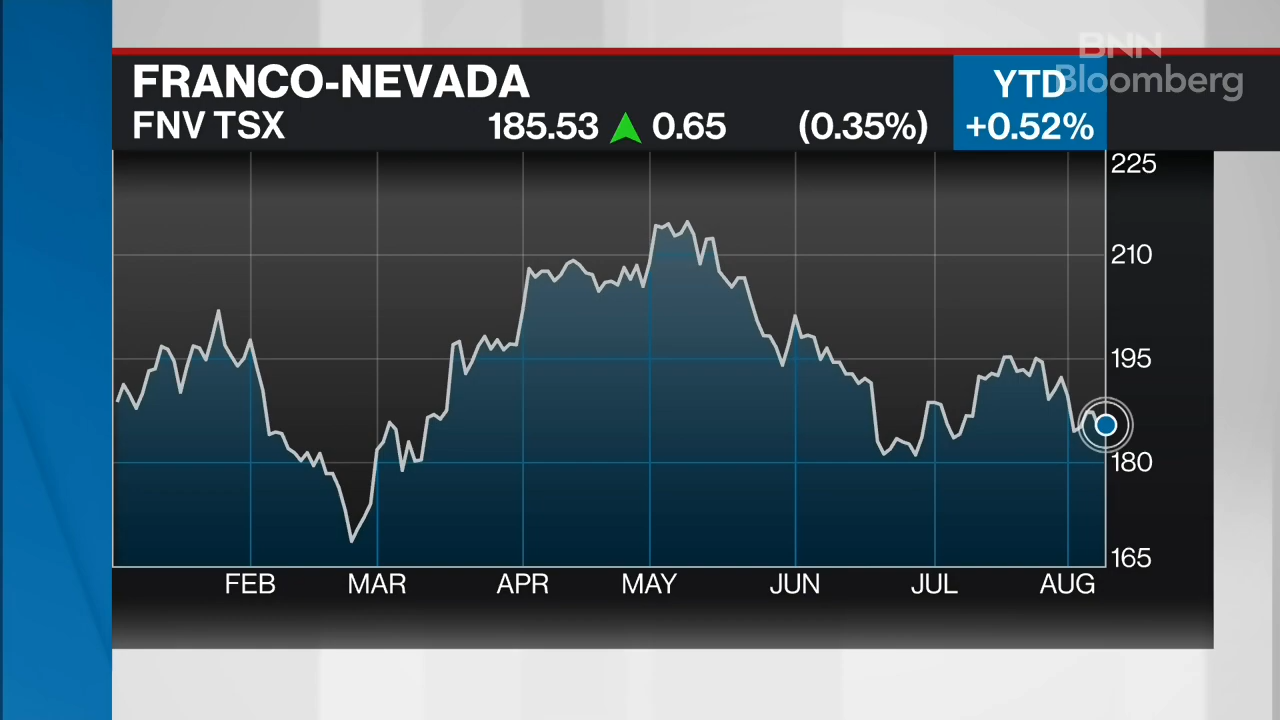 BNN
Bloomberg
FRANCO-NEVADA
FNV TSX
185.53 ▲ 0.65 (0.35%)
YTD
+0.52%
225
210
195
180
165
FEB MAR APR MAY JUN JUL AUG